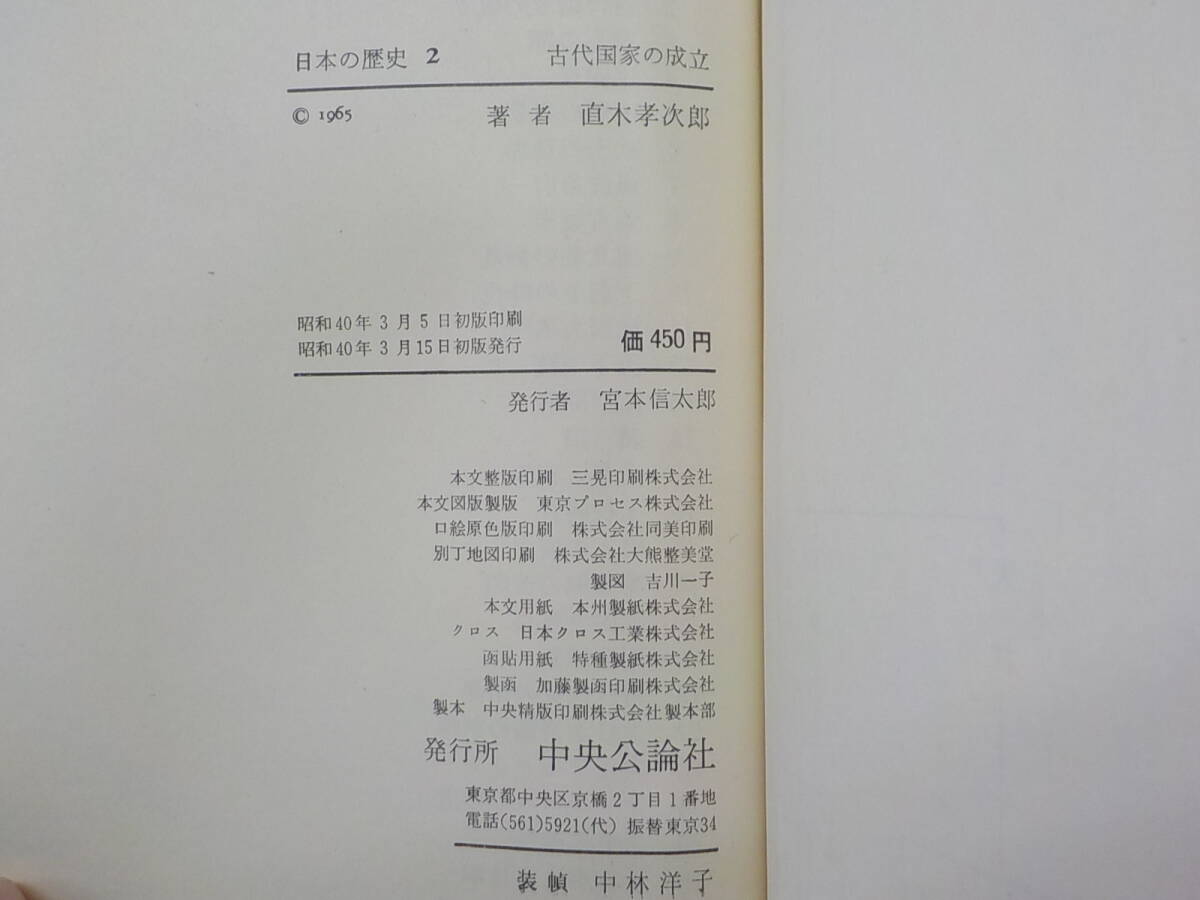 日本の歴史 2 古代国家の成立
© 1965 著者 直木孝次郎
昭和40年3月5日初版印刷
昭和40年3月15日初版発行 価450円
発行者 宮本信太郎
本文整版印刷 三晃印刷株式会社
本文図版製版 東京プロセス株式会社
口絵原色版印刷 株式会社同美印刷
別丁地図印刷 株式会社大熊整美堂
製図 吉川一子
本文用紙 本州製紙株式会社
クロス 日本クロス工業株式会社
函貼用紙 特種製紙株式会社
製函 加藤製函印刷株式会社
製本 中央精版印刷株式会社製本部
発行所 中央公論社
東京都中央区京橋2丁目1番地
電話(561)5921(代) 振替東京34
装幀 中林洋子